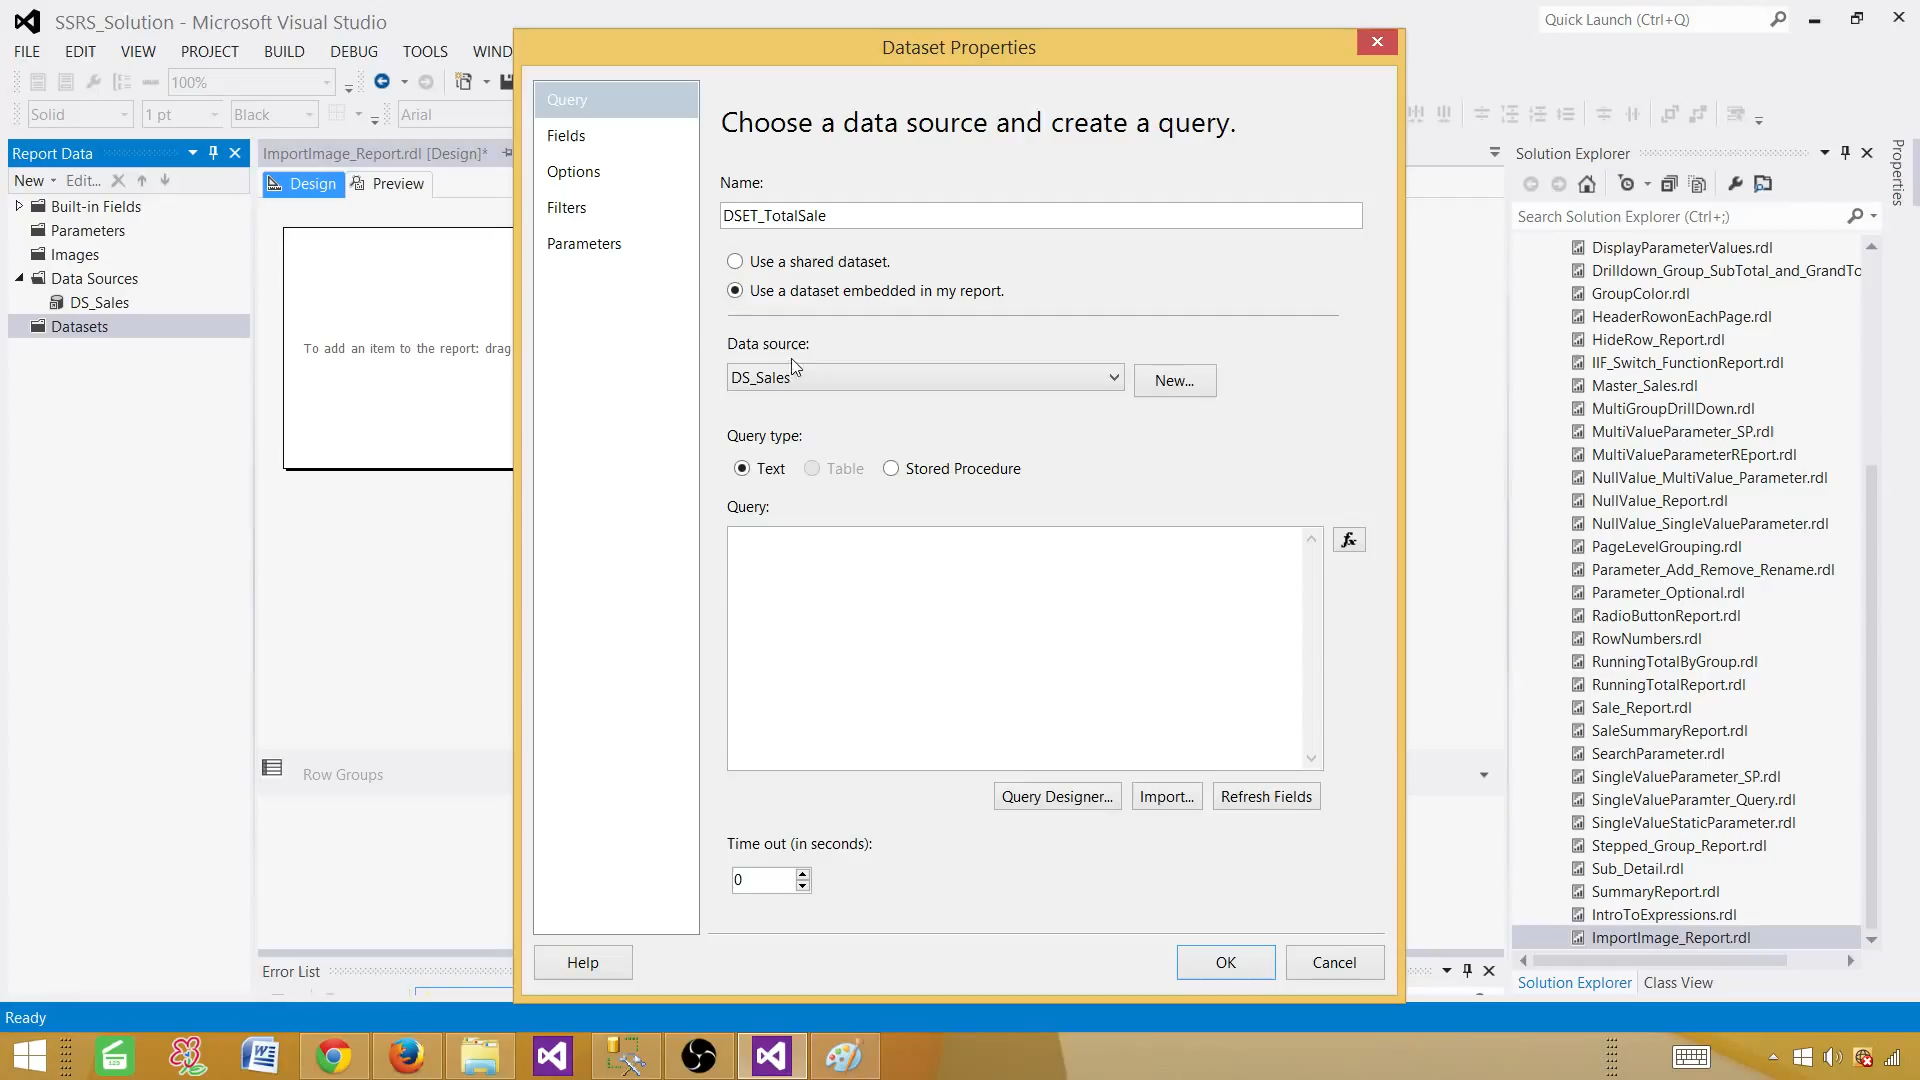 SSRS_Solution - Microsoft Visual Studio
Quick Launch (Ctrl+Q)
FILE EDIT VIEW PROJECT BUILD DEBUG TOOLS WIND
100%
Solid 1 pt Black Arial
Report Data
New Edit...
Built-in Fields
Parameters
Images
Data Sources
DS_Sales
Datasets
ImportImage_Report.rdl [Design]*
Design Preview
To add an item to the report: drag
Row Groups
Error List
Dataset Properties
Query
Fields
Options
Filters
Parameters
Choose a data source and create a query.
Name:
DSET_TotalSale
Use a shared dataset.
Use a dataset embedded in my report.
Data source:
DS_Sales
New...
Query type:
Text Table Stored Procedure
Query:
fx
Query Designer... Import... Refresh Fields
Time out (in seconds):
0
Help OK Cancel
Solution Explorer
Search Solution Explorer (Ctrl+;)
DisplayParameterValues.rdl
Drilldown_Group_SubTotal_and_GrandTo
GroupColor.rdl
HeaderRowonEachPage.rdl
HideRow_Report.rdl
IIF_Switch_FunctionReport.rdl
Master_Sales.rdl
MultiGroupDrillDown.rdl
MultiValueParameter_SP.rdl
MultiValueParameterREport.rdl
NullValue_MultiValue_Parameter.rdl
NullValue_Report.rdl
NullValue_SingleValueParameter.rdl
PageLevelGrouping.rdl
Parameter_Add_Remove_Rename.rdl
Parameter_Optional.rdl
RadioButtonReport.rdl
RowNumbers.rdl
RunningTotalByGroup.rdl
RunningTotalReport.rdl
Sale_Report.rdl
SaleSummaryReport.rdl
SearchParameter.rdl
SingleValueParameter_SP.rdl
SingleValueParamter_Query.rdl
SingleValueStaticParameter.rdl
Stepped_Group_Report.rdl
Sub_Detail.rdl
SummaryReport.rdl
IntroToExpressions.rdl
ImportImage_Report.rdl
Solution Explorer Class View
Properties
Ready